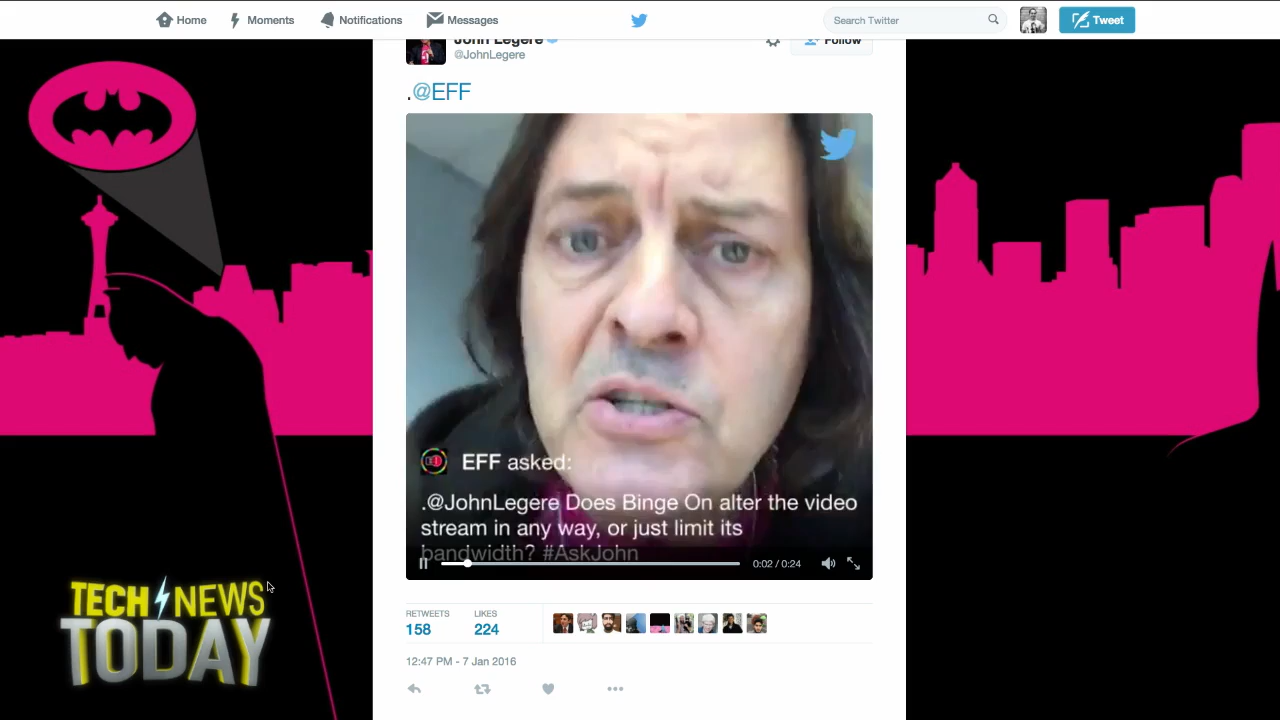 Home
Moments
Notifications
Messages
Search Twitter
Tweet
John Legere
@JohnLegere
Follow
.@EFF
EFF asked:
.@JohnLegere Does Binge On alter the video
stream in any way, or just limit its
bandwidth? #AskJohn
0:02 / 0:24
RETWEETS
LIKES
158
224
12:47 PM - 7 Jan 2016
TECH NEWS
TODAY